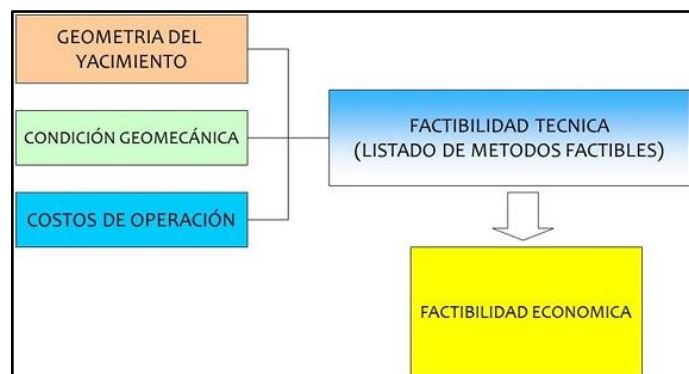 GEOMETRIA DEL
YACIMIENTO
CONDICIÓN GEOMECÁNICA
COSTOS DE OPERACIÓN
FACTIBILIDAD TECNICA
(LISTADO DE METODOS FACTIBLES)
FACTIBILIDAD ECONOMICA